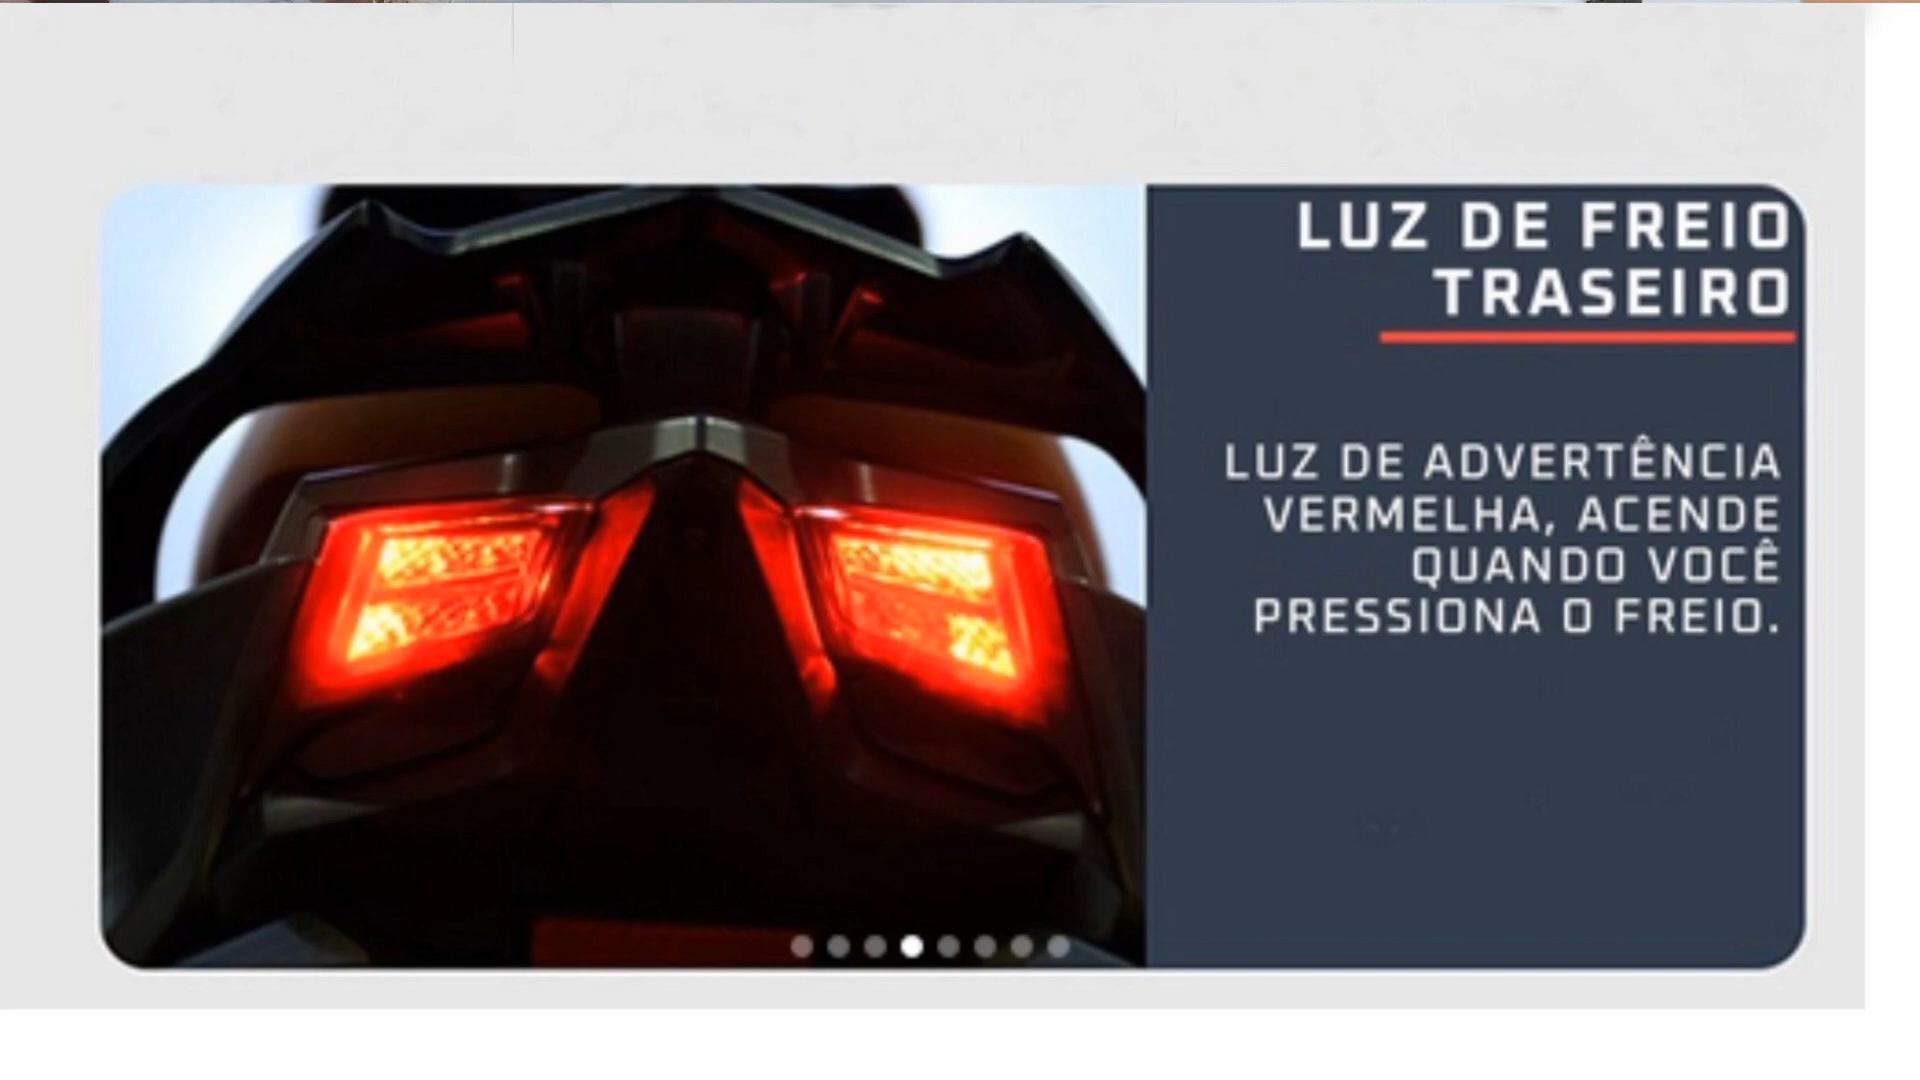 LUZ DE FREIO
TRASEIRO
LUZ DE ADVERTÊNCIA
VERMELHA, ACENDE
QUANDO VOCÊ
PRESSIONA O FREIO.